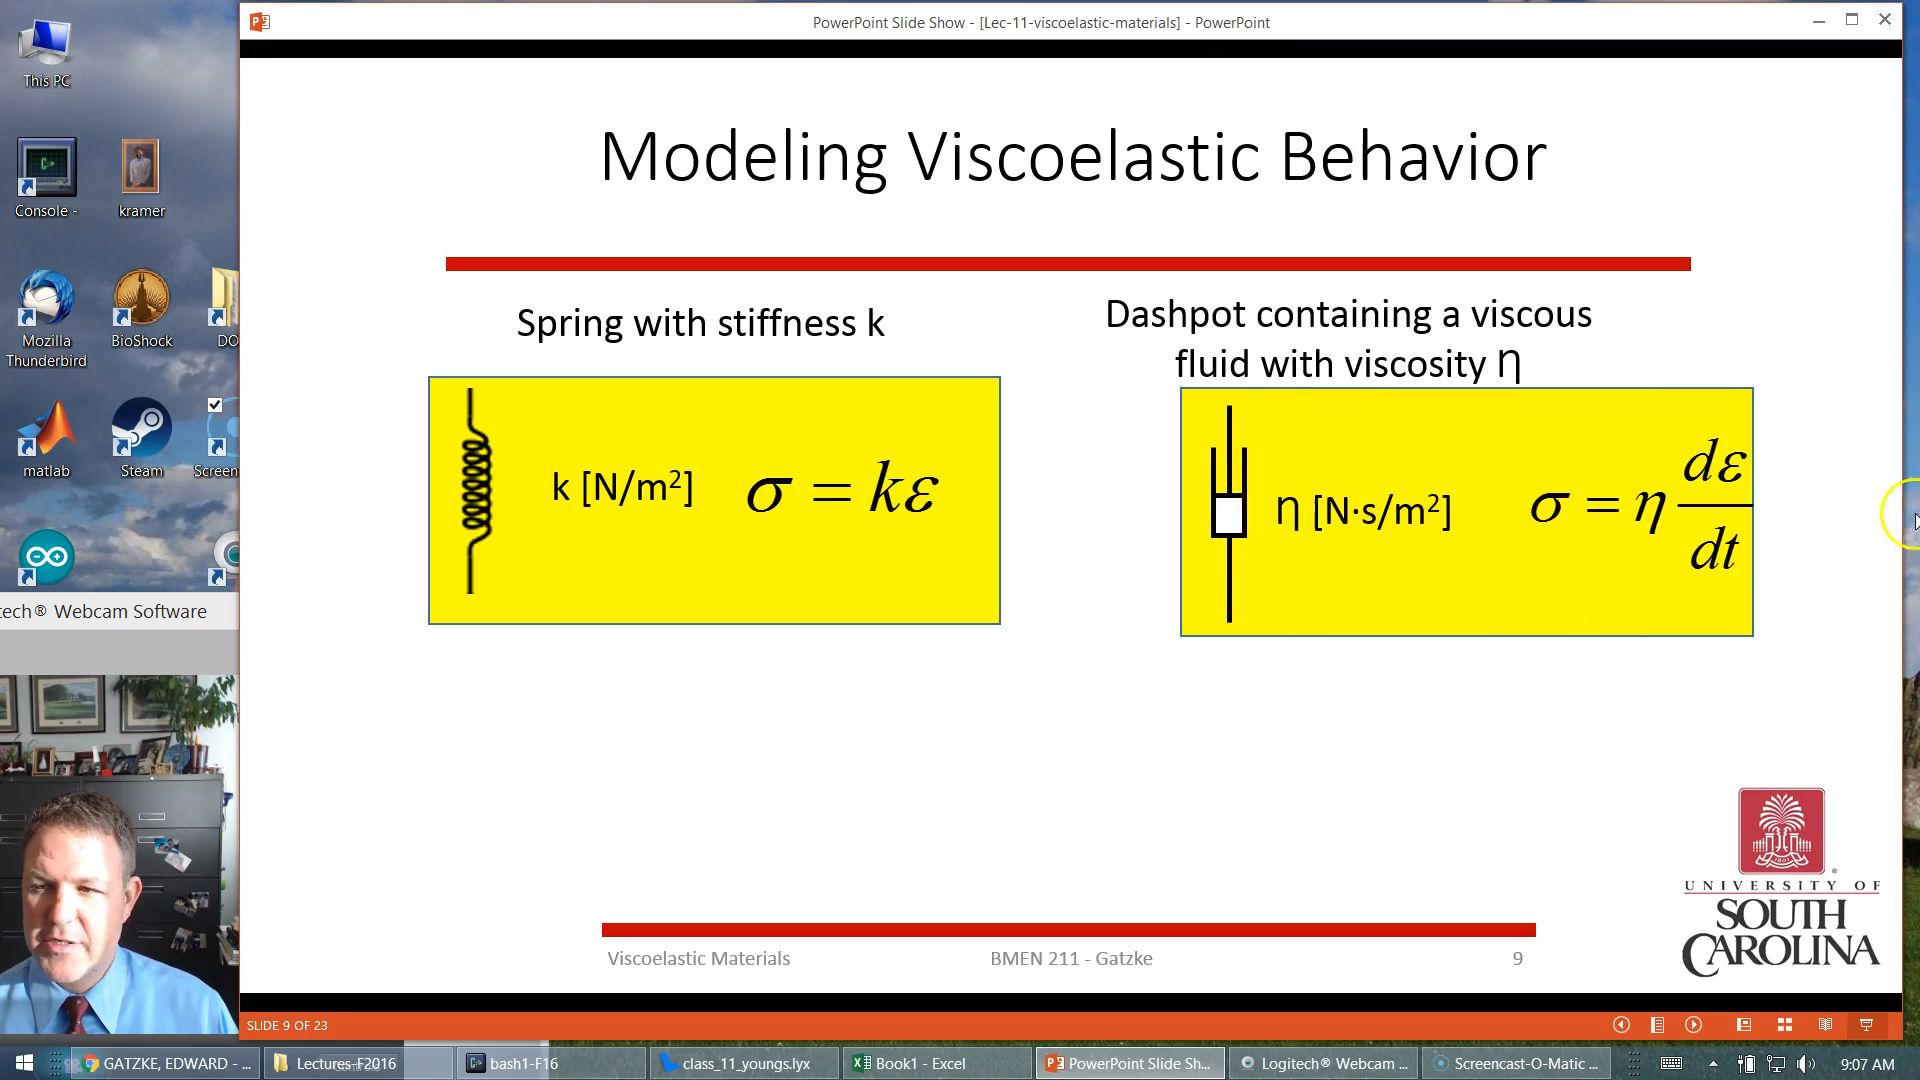 PowerPoint Slide Show - [Lec-11-viscoelastic-materials] - PowerPoint
This PC
Console -
kramer
Mozilla
Thunderbird
BioShock
DO
matlab
Steam
Screen
tech® Webcam Software
Modeling Viscoelastic Behavior
Spring with stiffness k
k [N/m²] σ = kε
Dashpot containing a viscous
fluid with viscosity η
η [N·s/m²] σ = η dε/dt
UNIVERSITY OF
SOUTH
CAROLINA
Viscoelastic Materials BMEN 211 - Gatzke 9
SLIDE 9 OF 23
GATZKE, EDWARD - ... Lectures-F2016 bash1-F16 class_11_youngs.lyx Book1 - Excel PowerPoint Slide Sh... Logitech® Webcam ... Screencast-O-Matic ... 9:07 AM